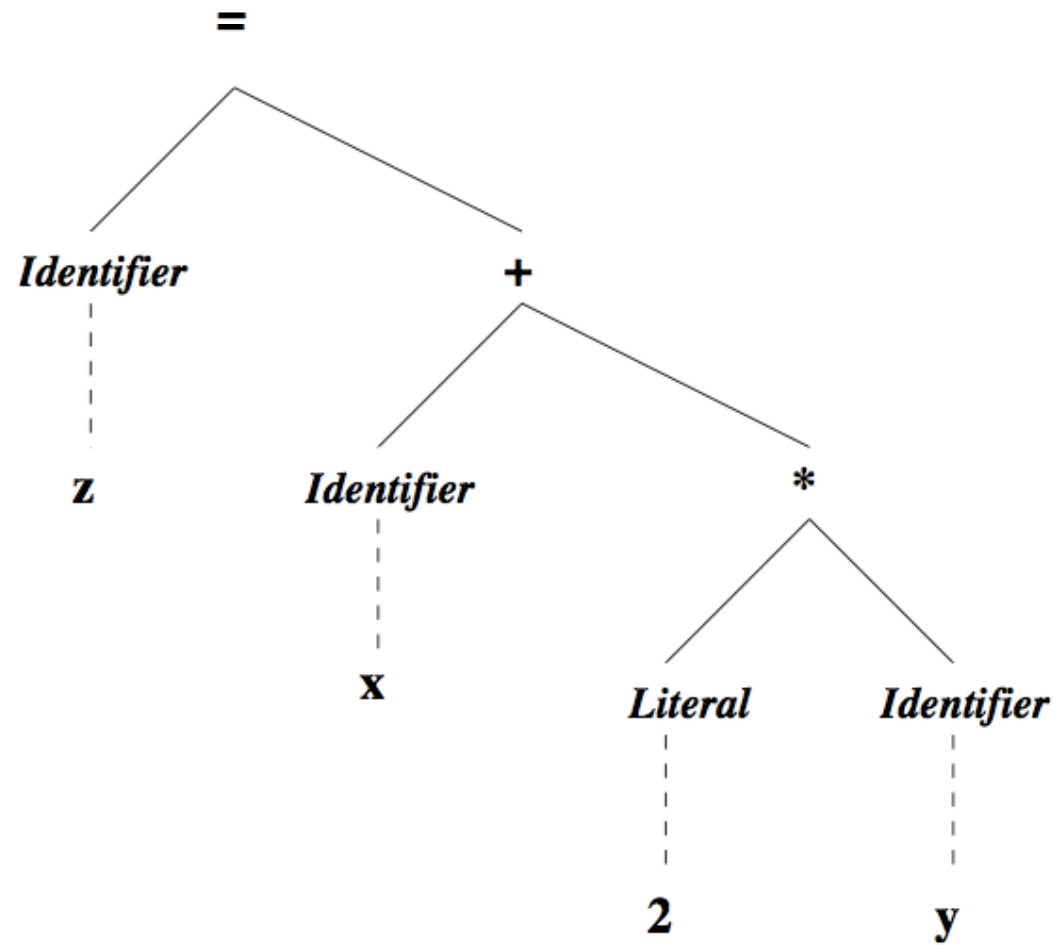 =
Identifier +
z Identifier *
x Literal Identifier
2 y